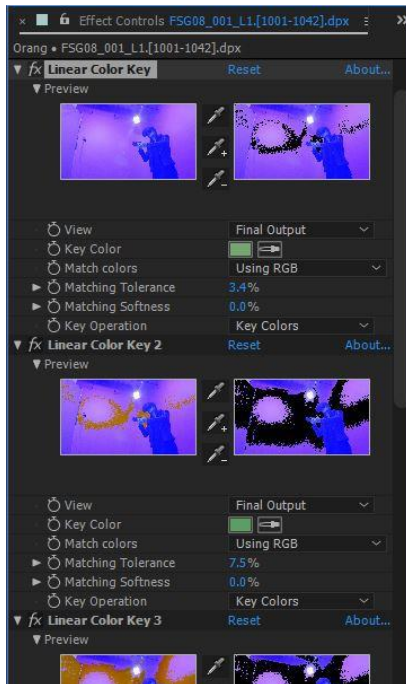 Effect Controls FSG08_001_L1.[1001-1042].dpx
Orang • FSG08_001_L1.[1001-1042].dpx
fx Linear Color Key Reset About...
Preview
View Final Output
Key Color
Match colors Using RGB
Matching Tolerance 3.4%
Matching Softness 0.0%
Key Operation Key Colors
fx Linear Color Key 2 Reset About...
Preview
View Final Output
Key Color
Match colors Using RGB
Matching Tolerance 7.5%
Matching Softness 0.0%
Key Operation Key Colors
fx Linear Color Key 3 Reset About...
Preview